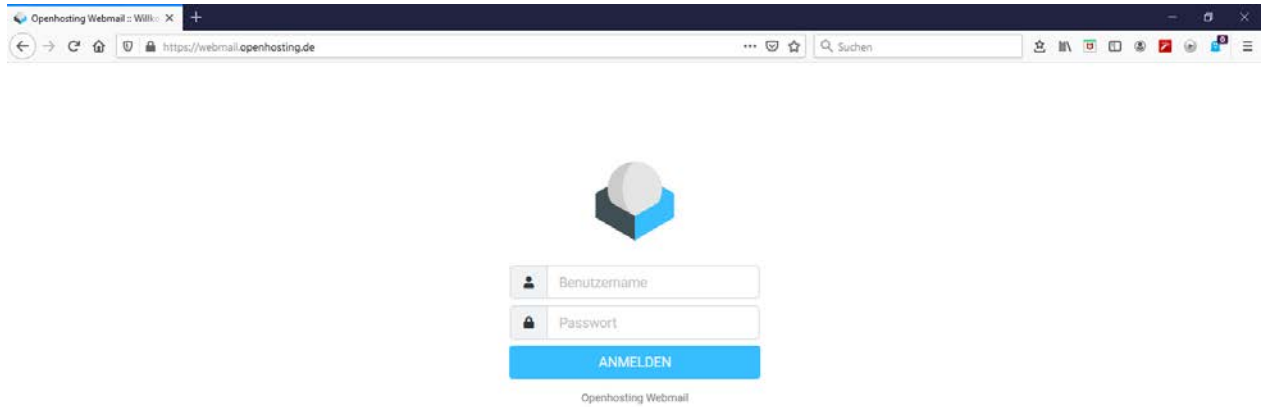 Openhosting Webmail :: Willk
https://webmail.openhosting.de
Suchen
Benutzername
Passwort
ANMELDEN
Openhosting Webmail